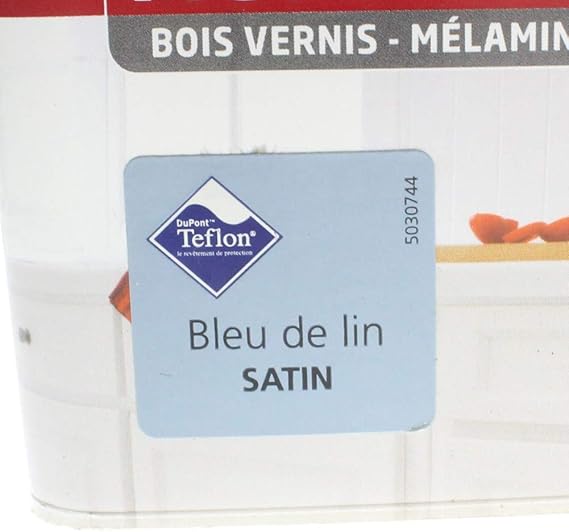 BOIS VERNIS - MÉLAMIN
DuPont™
Teflon®
le revêtement de protection
5030744
Bleu de lin
SATIN